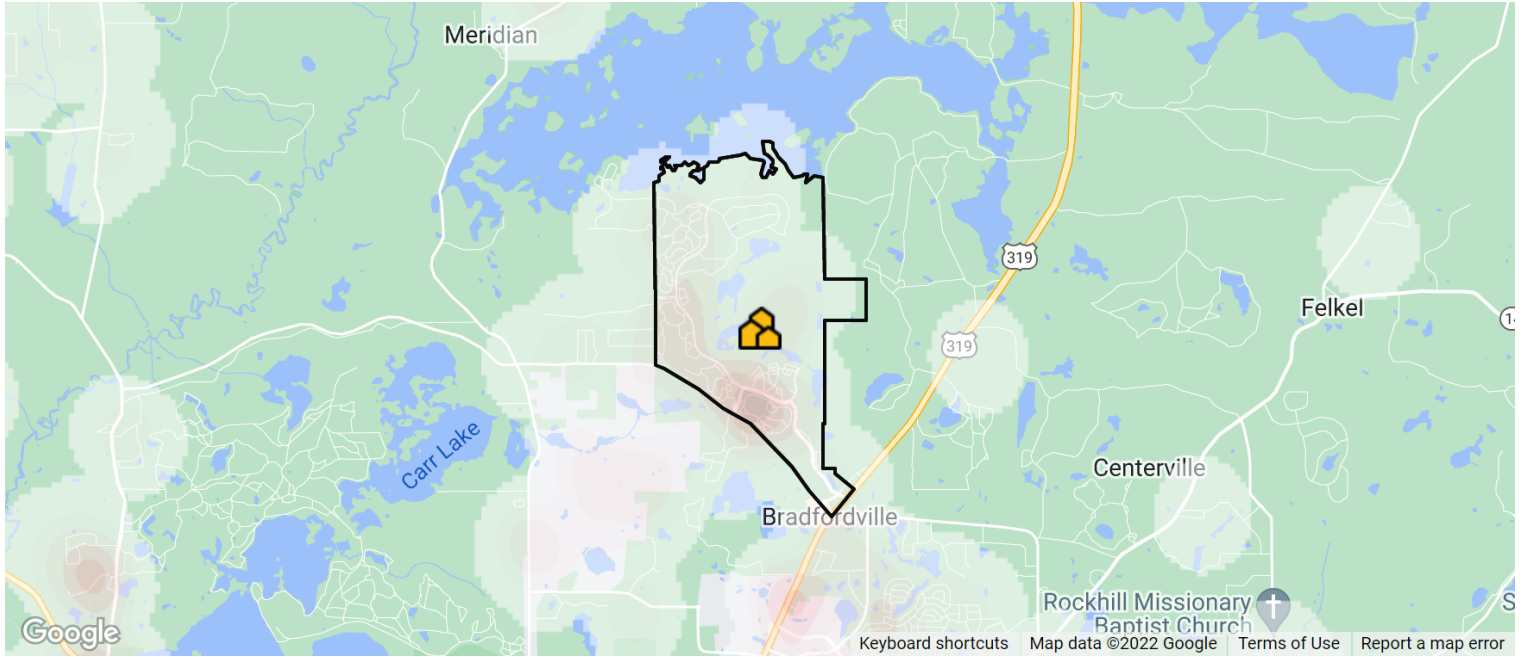 Meridian
319
Felkel
319
Carr Lake
Centerville
Bradfordville
Rockhill Missionary
Baptist Church
Google
Keyboard shortcuts
Map data ©2022 Google
Terms of Use
Report a map error